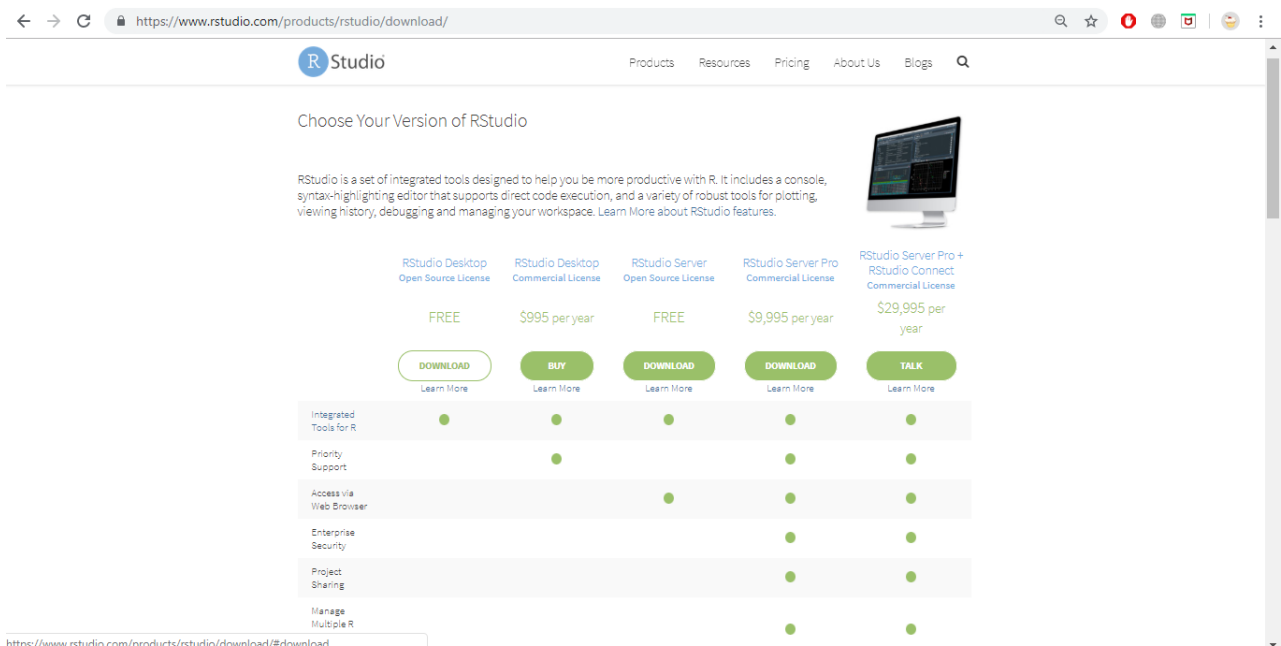 https://www.rstudio.com/products/rstudio/download/
R Studio
Products Resources Pricing About Us Blogs
Choose Your Version of RStudio
RStudio is a set of integrated tools designed to help you be more productive with R. It includes a console,
syntax-highlighting editor that supports direct code execution, and a variety of robust tools for plotting,
viewing history, debugging and managing your workspace. Learn More about RStudio features.
RStudio Desktop
Open Source License
FREE
DOWNLOAD
Learn More
RStudio Desktop
Commercial License
$995 per year
BUY
Learn More
RStudio Server
Open Source License
FREE
DOWNLOAD
Learn More
RStudio Server Pro
Commercial License
$9,995 per year
DOWNLOAD
Learn More
RStudio Server Pro +
RStudio Connect
Commercial License
$29,995 per
year
TALK
Learn More
Integrated
Tools for R
Priority
Support
Access via
Web Browser
Enterprise
Security
Project
Sharing
Manage
Multiple R
https://www.rstudio.com/products/rstudio/download/#download